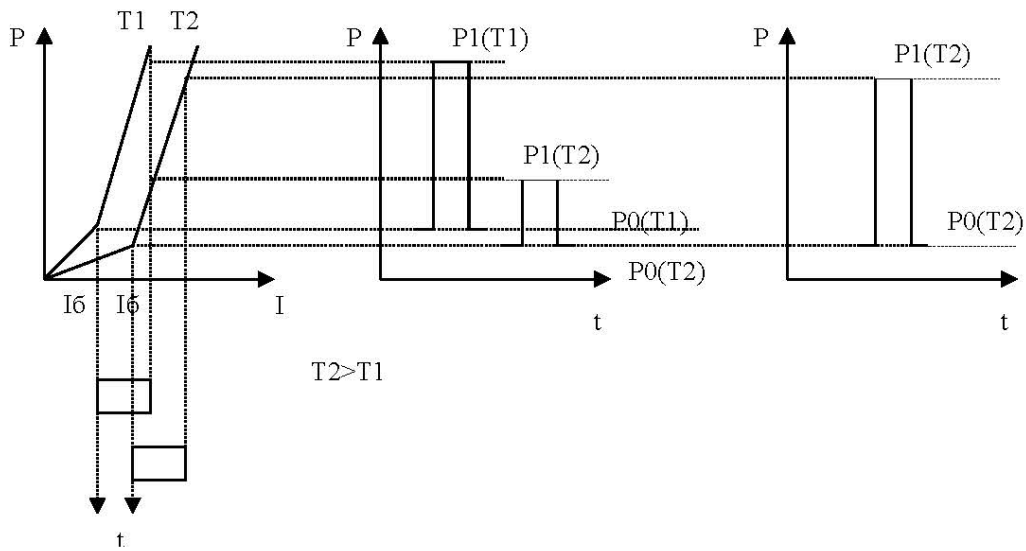 P
T1
T2
P
P1(T1)
P
P1(T2)
P1(T2)
P0(T1)
P0(T2)
P0(T2)
Iб
Iб
I
t
t
T2>T1
t